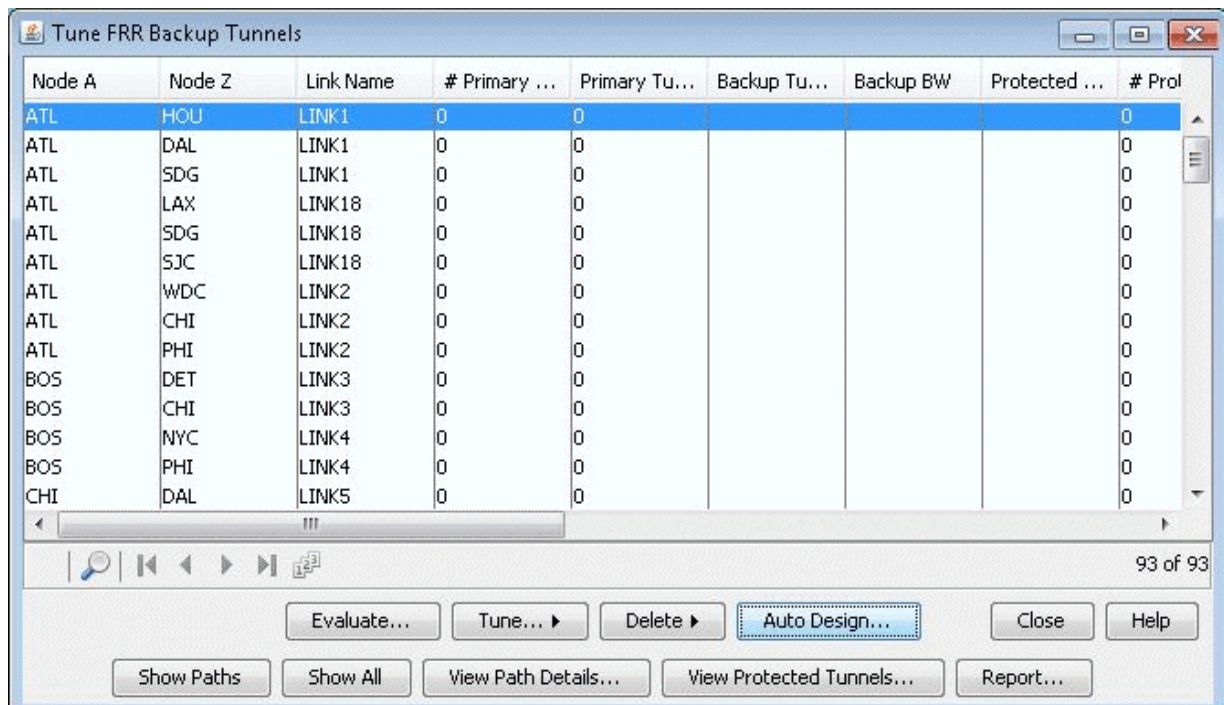 Tune FRR Backup Tunnels
Node A Node Z Link Name # Primary ... Primary Tu... Backup Tu... Backup BW Protected ... # Prol
ATL HOU LINK1 0 0 0
ATL DAL LINK1 0 0 0
ATL SDG LINK1 0 0 0
ATL LAX LINK18 0 0 0
ATL SDG LINK18 0 0 0
ATL SJC LINK18 0 0 0
ATL WDC LINK2 0 0 0
ATL CHI LINK2 0 0 0
ATL PHI LINK2 0 0 0
BOS DET LINK3 0 0 0
BOS CHI LINK3 0 0 0
BOS NYC LINK4 0 0 0
BOS PHI LINK4 0 0 0
CHI DAL LINK5 0 0 0
93 of 93
Evaluate... Tune... Delete Auto Design... Close Help
Show Paths Show All View Path Details... View Protected Tunnels... Report...